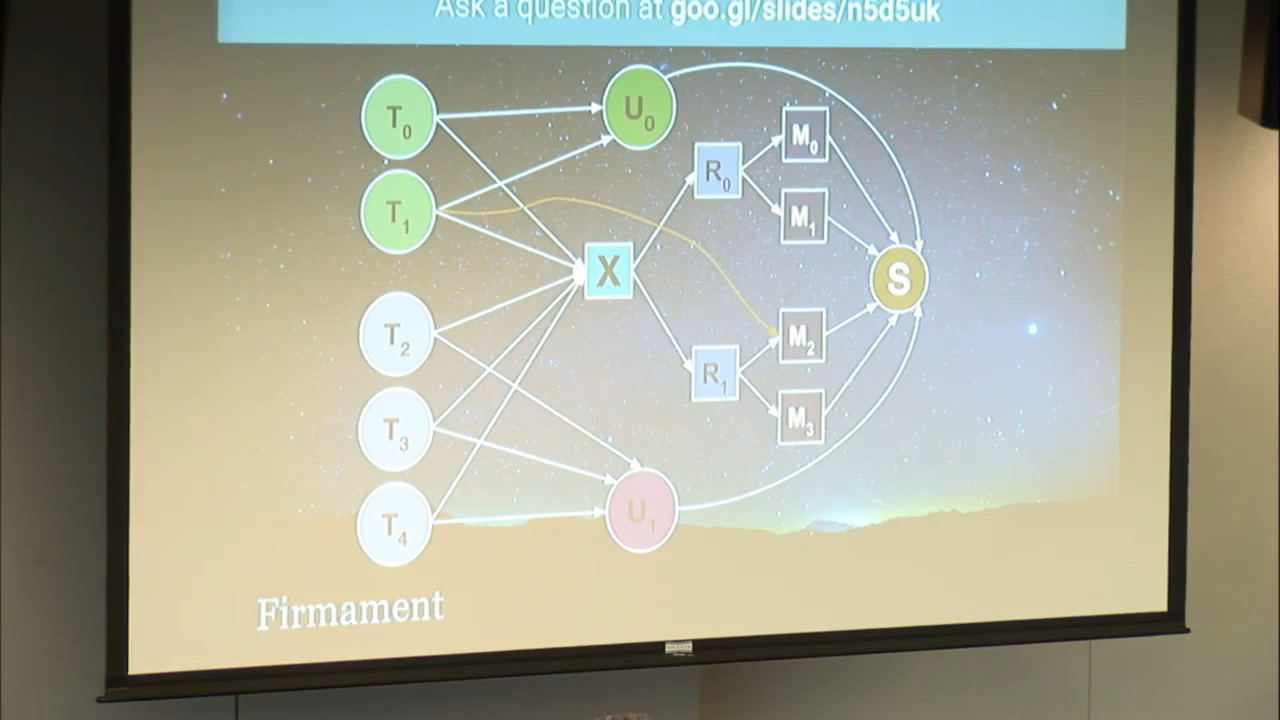 Ask a question at goo.gl/slides/n5d5uk
T0
U0
M0
R0
T1
M1
X
S
T2
M2
R1
T3
M3
T4
U1
Firmament